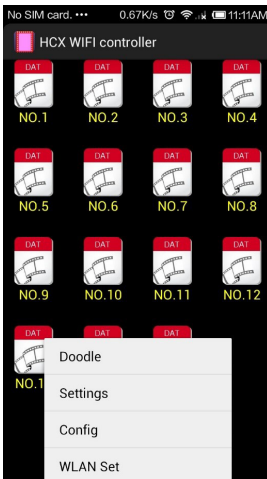 No SIM card. ••• 0.67K/s 11:11AM
HCX WIFI controller
DAT DAT DAT DAT
NO.1 NO.2 NO.3 NO.4
DAT DAT DAT DAT
NO.5 NO.6 NO.7 NO.8
DAT DAT DAT DAT
NO.9 NO.10 NO.11 NO.12
DAT DAT DAT
NO.1
Doodle
Settings
Config
WLAN Set